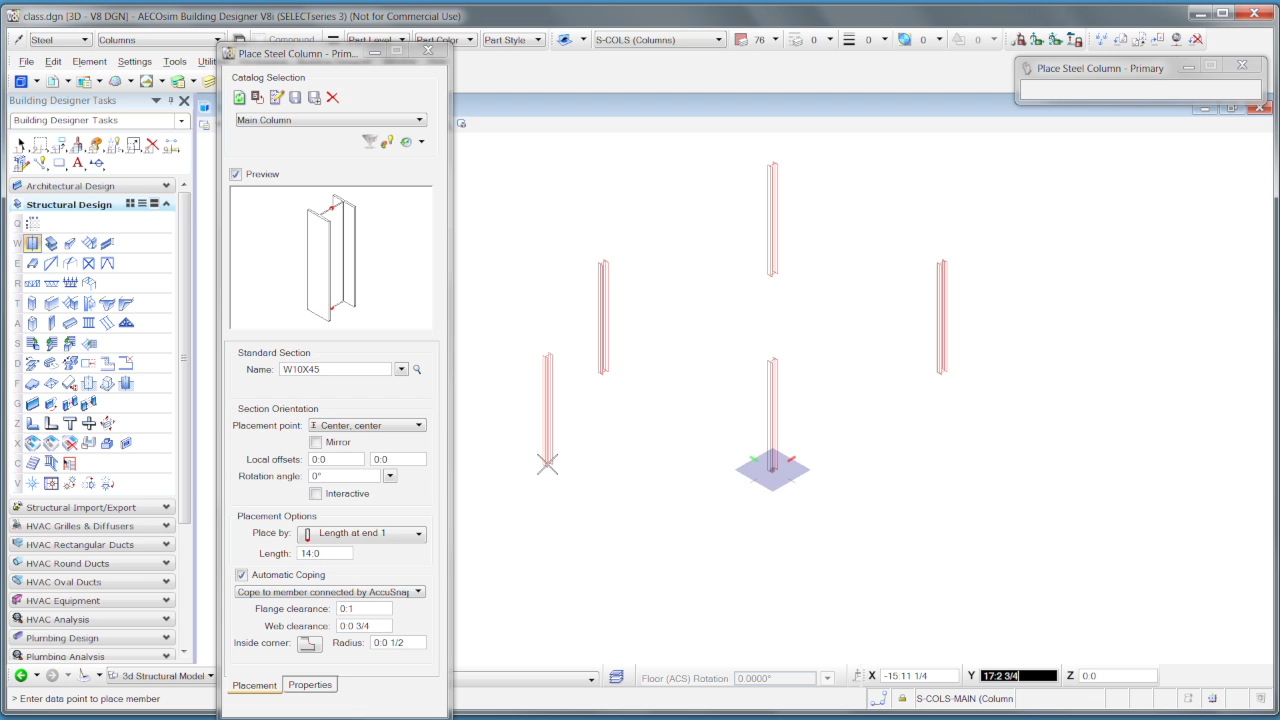 class.dgn [3D - V8 DGN] - AECOsim Building Designer V8i (SELECTseries 3) (Not for Commercial Use)
Steel
Columns
Compound
Part Level
Part Color
Part Style
S-COLS (Columns)
76
0
0
0
0
File Edit Element Settings Tools
Place Steel Column - Prim...
Place Steel Column - Primary
Building Designer Tasks
Building Designer Tasks
Architectural Design
Structural Design
Q
W
E
R
T
A
S
D
F
G
Z
X
C
V
Structural Import/Export
HVAC Grilles & Diffusers
HVAC Rectangular Ducts
HVAC Round Ducts
HVAC Oval Ducts
HVAC Equipment
HVAC Analysis
Plumbing Design
Plumbing Analysis
3d Structural Model
> Enter data point to place member
Catalog Selection
Main Column
Preview
Standard Section
Name: W10X45
Section Orientation
Placement point: Center, center
Mirror
Local offsets: 0:0 0:0
Rotation angle: 0°
Interactive
Placement Options
Place by: Length at end 1
Length: 14:0
Automatic Coping
Cope to member connected by AccuSnap
Flange clearance: 0:1
Web clearance: 0:0 3/4
Inside corner: Radius: 0:0 1/2
Placement Properties
Floor (ACS) Rotation 0.0000°
X -15:11 1/4 Y 17:2 3/4 Z 0:0
S-COLS-MAIN (Column